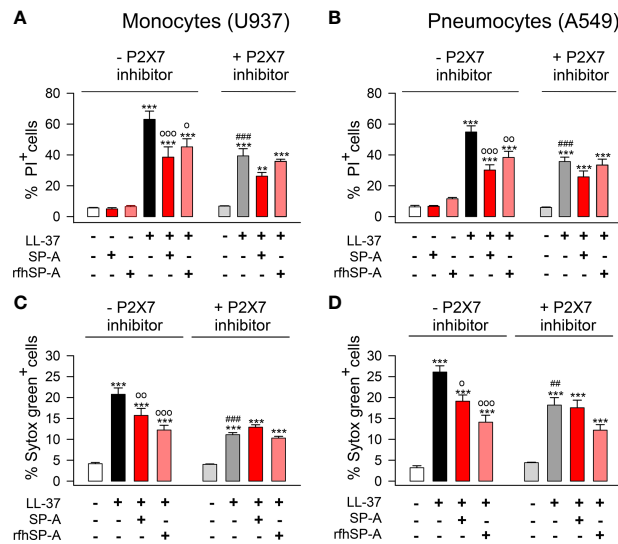 A
Monocytes (U937)
B
Pneumocytes (A549)
- P2X7
inhibitor
+ P2X7
inhibitor
% PI+cells
80
60
40
20
0
***
ooo
***
o
***
###
***
**
***
LL-37 - - - + + + - + + +
SP-A - + - - + - - - + -
rfhSP-A - - + - - + - - - +
- P2X7
inhibitor
+ P2X7
inhibitor
% PI+cells
80
60
40
20
0
***
ooo
***
oo
***
###
***
***
***
LL-37 - - - + + + - + + +
SP-A - + - - + - - - + -
rfhSP-A - - + - - + - - - +
C
- P2X7
inhibitor
+ P2X7
inhibitor
% Sytox green+cells
30
25
20
15
10
5
0
***
oo
***
ooo
***
###
***
***
***
LL-37 - + + + - + + +
SP-A - - + - - - + -
rfhSP-A - - - + - - - +
D
- P2X7
inhibitor
+ P2X7
inhibitor
% Sytox green+cells
30
25
20
15
10
5
0
***
o
***
ooo
***
##
***
***
***
LL-37 - + + + - + + +
SP-A - - + - - - + -
rfhSP-A - - - + - - - +